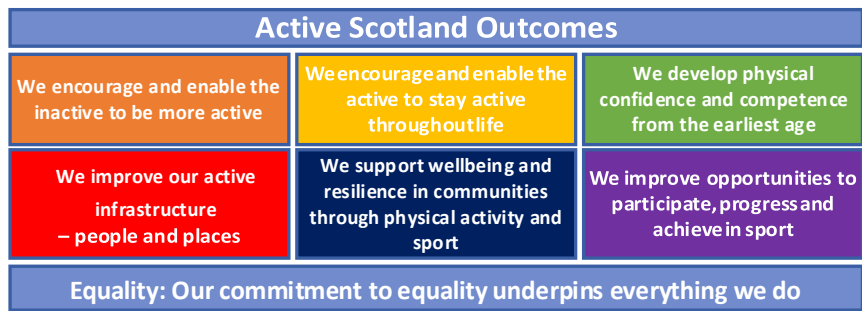 Active Scotland Outcomes
We encourage and enable the
inactive to be more active
We encourage and enable the
active to stay active
throughout life
We develop physical
confidence and competence
from the earliest age
We improve our active
infrastructure
– people and places
We support wellbeing and
resilience in communities
through physical activity and
sport
We improve opportunities to
participate, progress and
achieve in sport
Equality: Our commitment to equality underpins everything we do